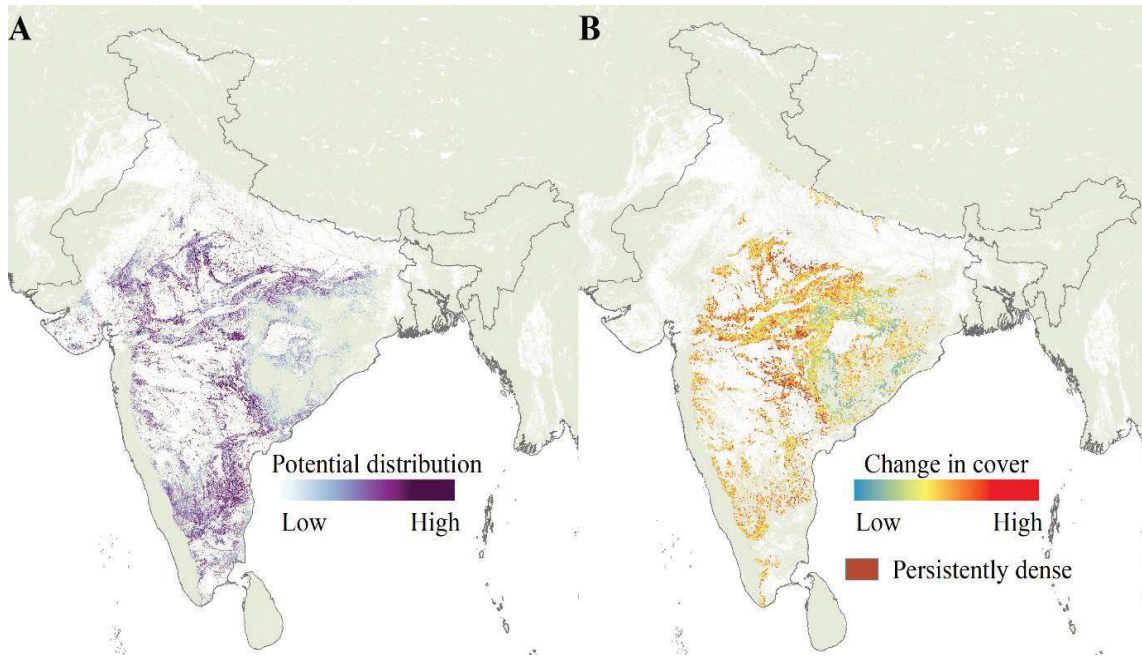 A
Potential distribution
Low High
B
Change in cover
Low High
Persistently dense